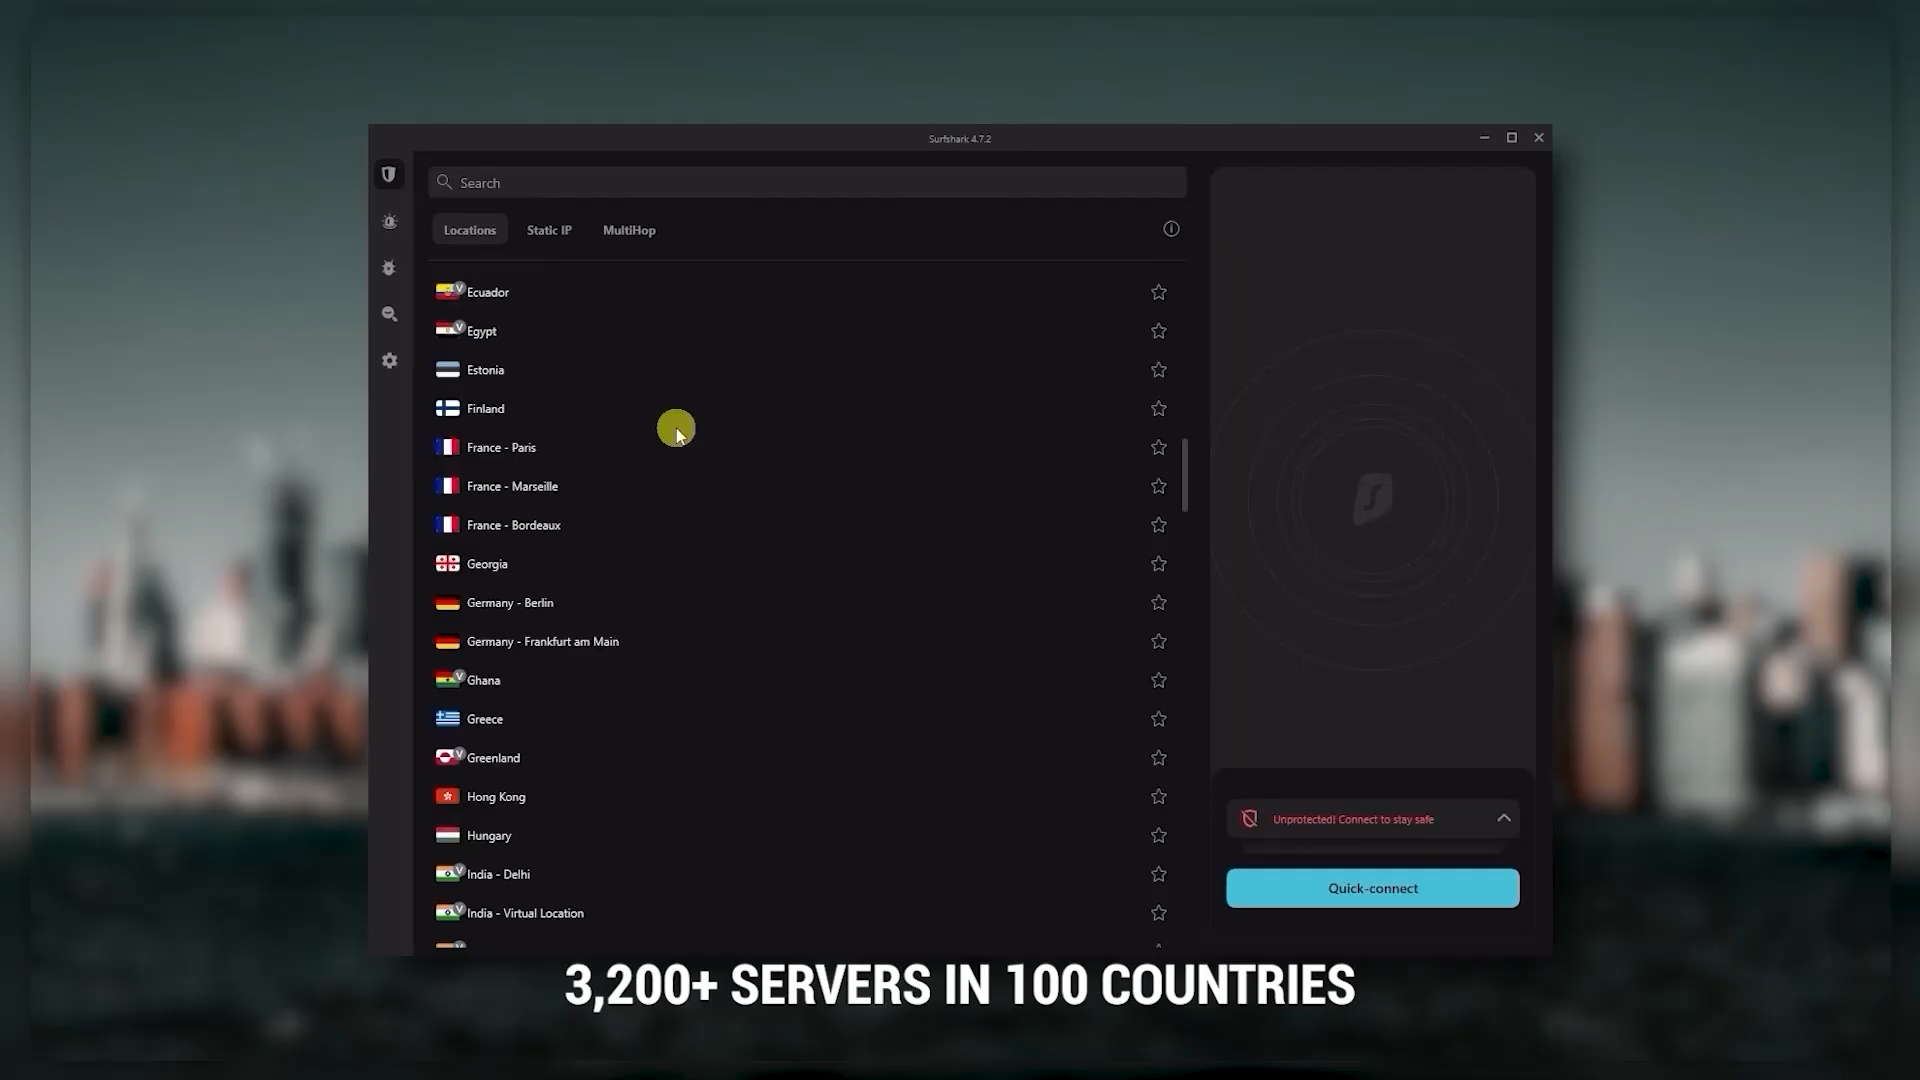 Surfshark 4.7.2
Search
Locations
Static IP
MultiHop
V Ecuador
V Egypt
Estonia
Finland
France - Paris
France - Marseille
France - Bordeaux
Georgia
Germany - Berlin
Germany - Frankfurt am Main
V Ghana
Greece
V Greenland
Hong Kong
Hungary
V India - Delhi
V India - Virtual Location
Unprotected! Connect to stay safe
Quick-connect
3,200+ SERVERS IN 100 COUNTRIES